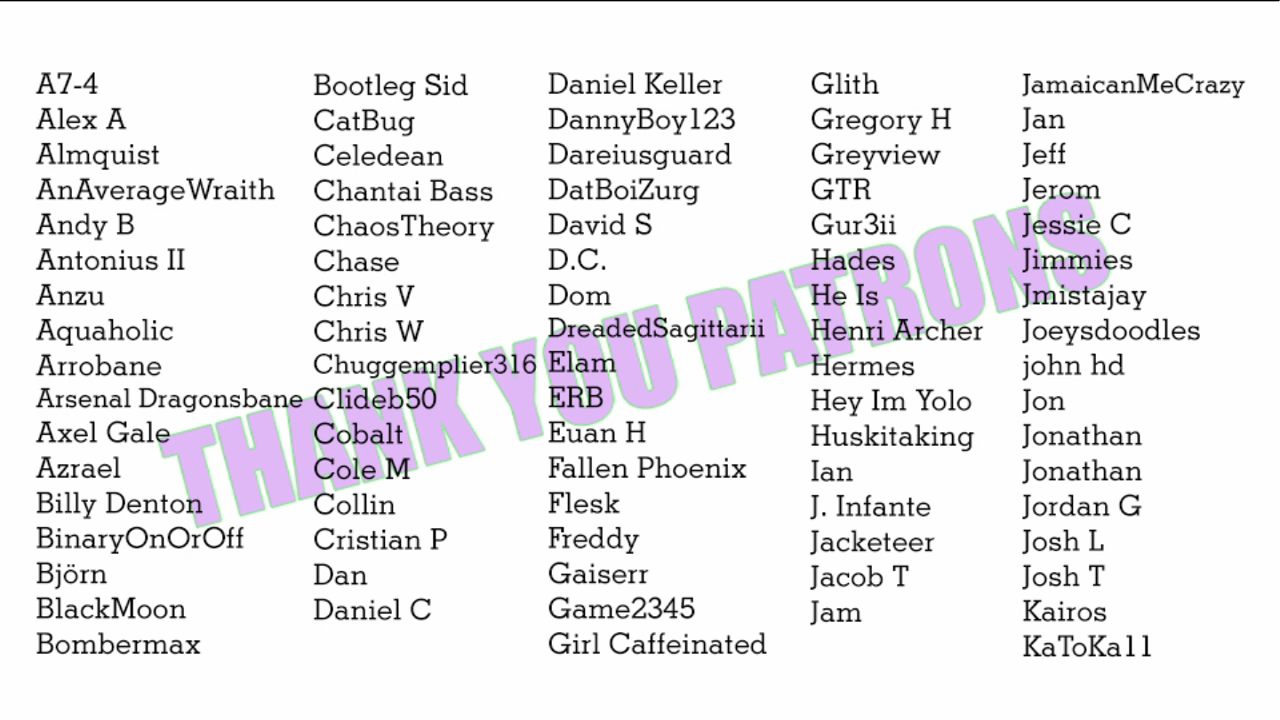 A7-4
Alex A
Almquist
AnAverageWraith
Andy B
Antonius II
Anzu
Aquaholic
Arrobane
Arsenal Dragonsbane
Axel Gale
Azrael
Billy Denton
BinaryOnOrOff
Björn
BlackMoon
Bombermax
Bootleg Sid
CatBug
Celedean
Chantai Bass
ChaosTheory
Chase
Chris V
Chris W
Chuggemplier316
Clideb50
Cobalt
Cole M
Collin
Cristian P
Dan
Daniel C
Daniel Keller
DannyBoy123
Dareiusguard
DatBoiZurg
David S
D.C.
Dom
DreadedSagittarii
Elam
ERB
Euan H
Fallen Phoenix
Flesk
Freddy
Gaiserr
Game2345
Girl Caffeinated
Glith
Gregory H
Greyview
GTR
Gur3ii
Hades
He Is
Henri Archer
Hermes
Hey Im Yolo
Huskitaking
Ian
J. Infante
Jacketeer
Jacob T
Jam
JamaicanMeCrazy
Jan
Jeff
Jerom
Jessie C
Jimmies
Jmistajay
Joeysdoodles
john hd
Jon
Jonathan
Jonathan
Jordan G
Josh L
Josh T
Kairos
KaToKa11
THANK YOU PATRONS